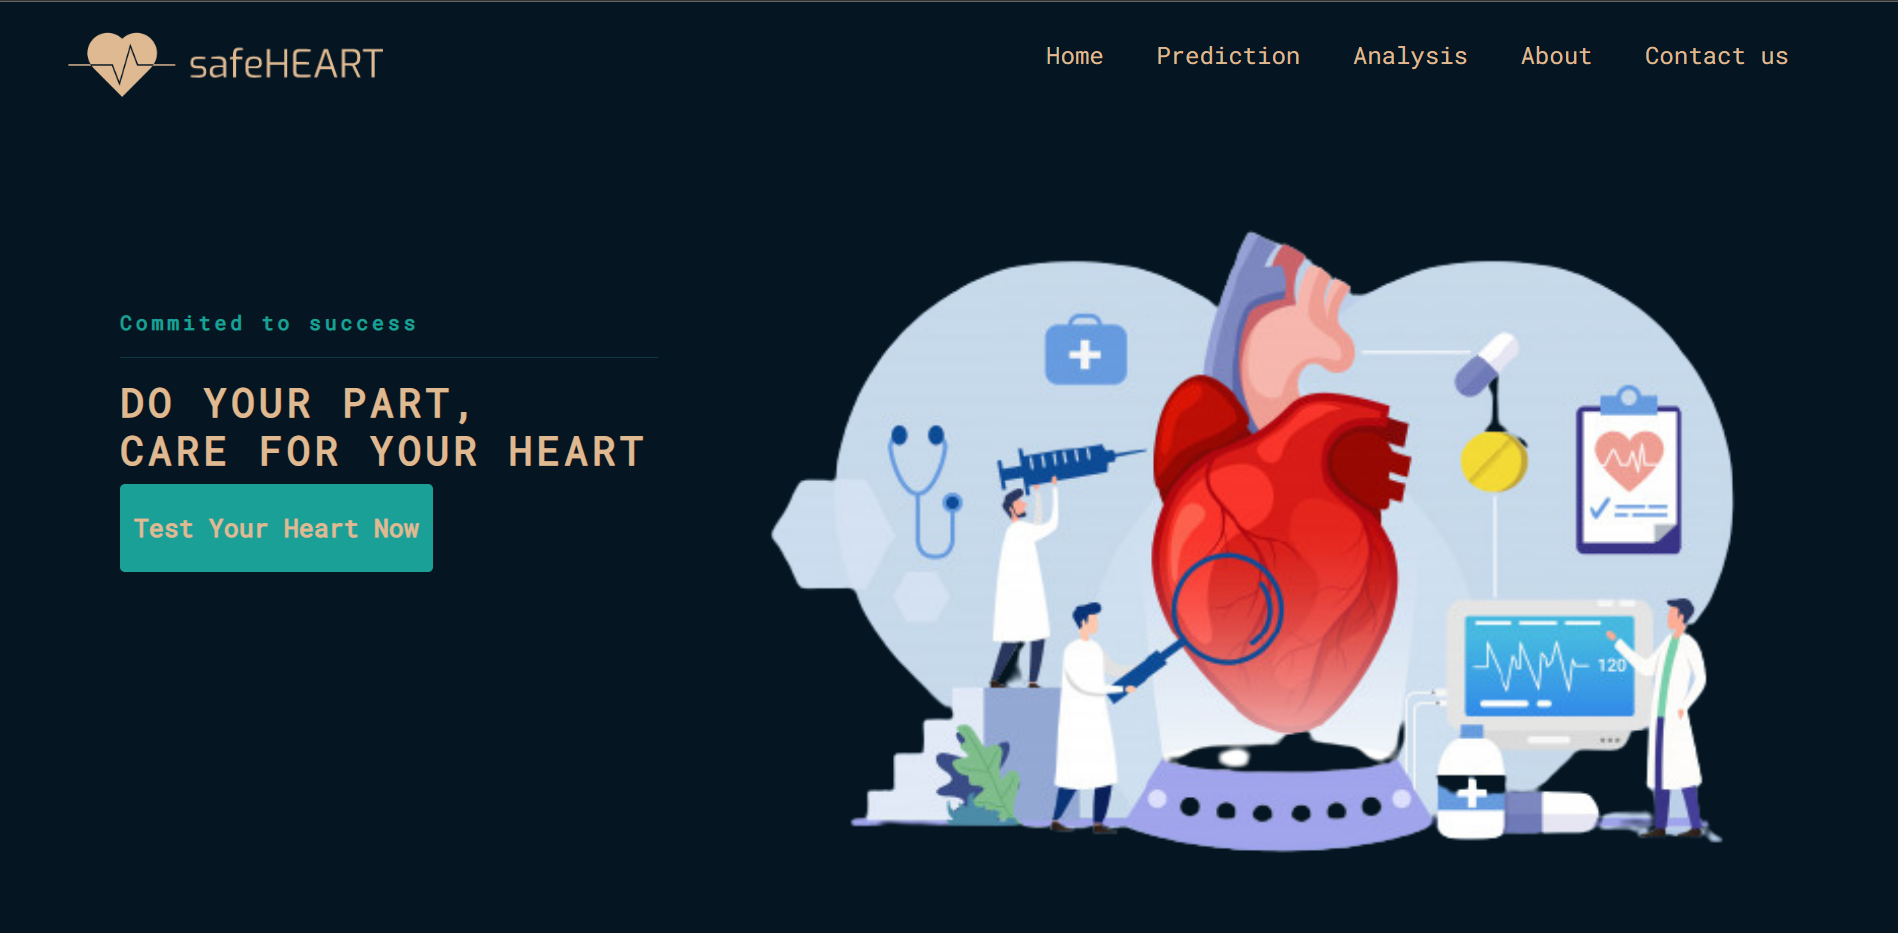 safeHEART
Home Prediction Analysis About Contact us
Commited to success
DO YOUR PART,
CARE FOR YOUR HEART
Test Your Heart Now
120